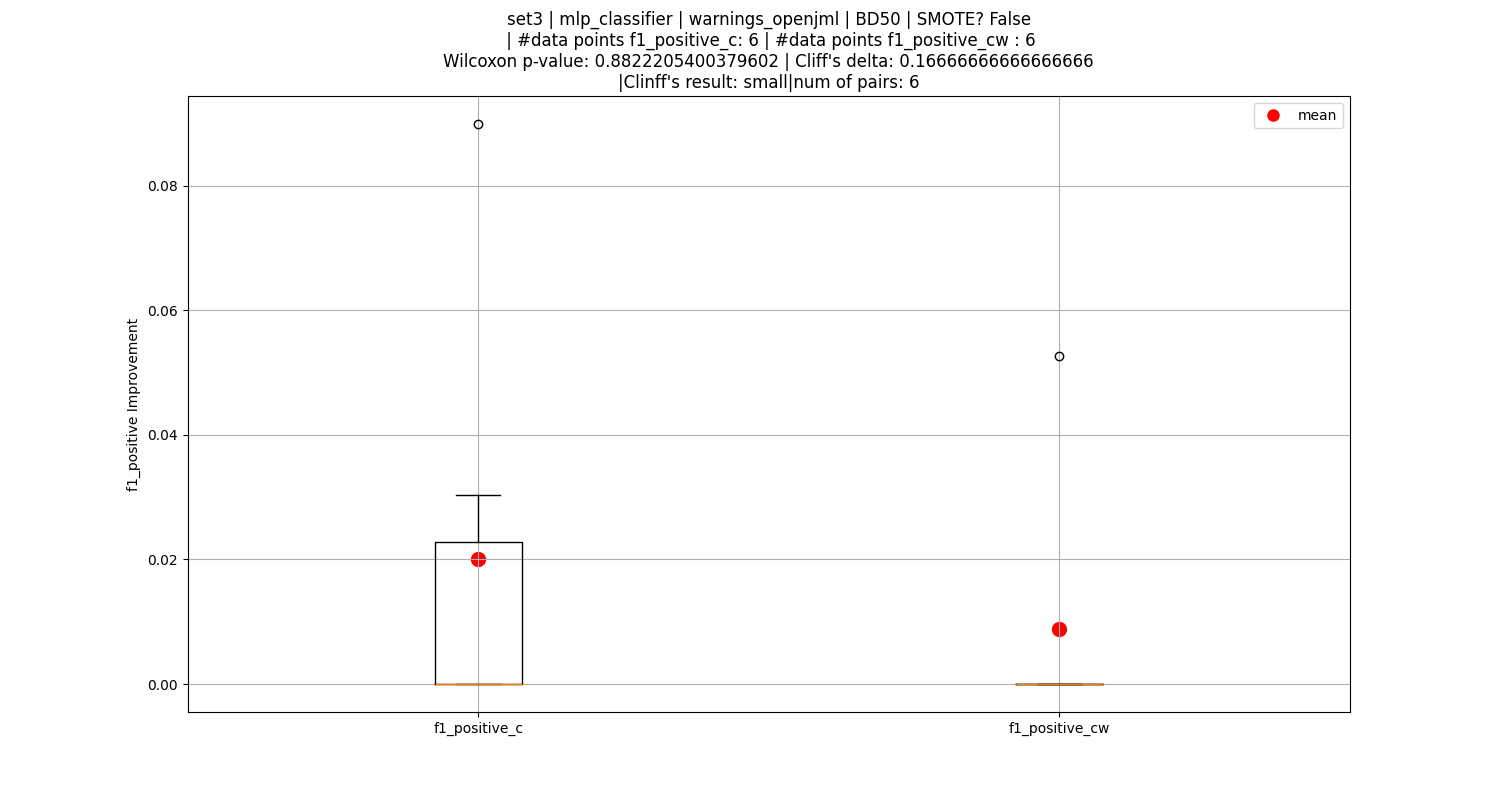 set3 | mlp_classifier | warnings_openjml | BD50 | SMOTE? False
| #data points f1_positive_c: 6 | #data points f1_positive_cw : 6
Wilcoxon p-value: 0.8822205400379602 | Cliff's delta: 0.16666666666666666
|Clinff's result: small|num of pairs: 6
mean
0.08
0.06
0.04
0.02
0.00
f1_positive Improvement
f1_positive_c
f1_positive_cw